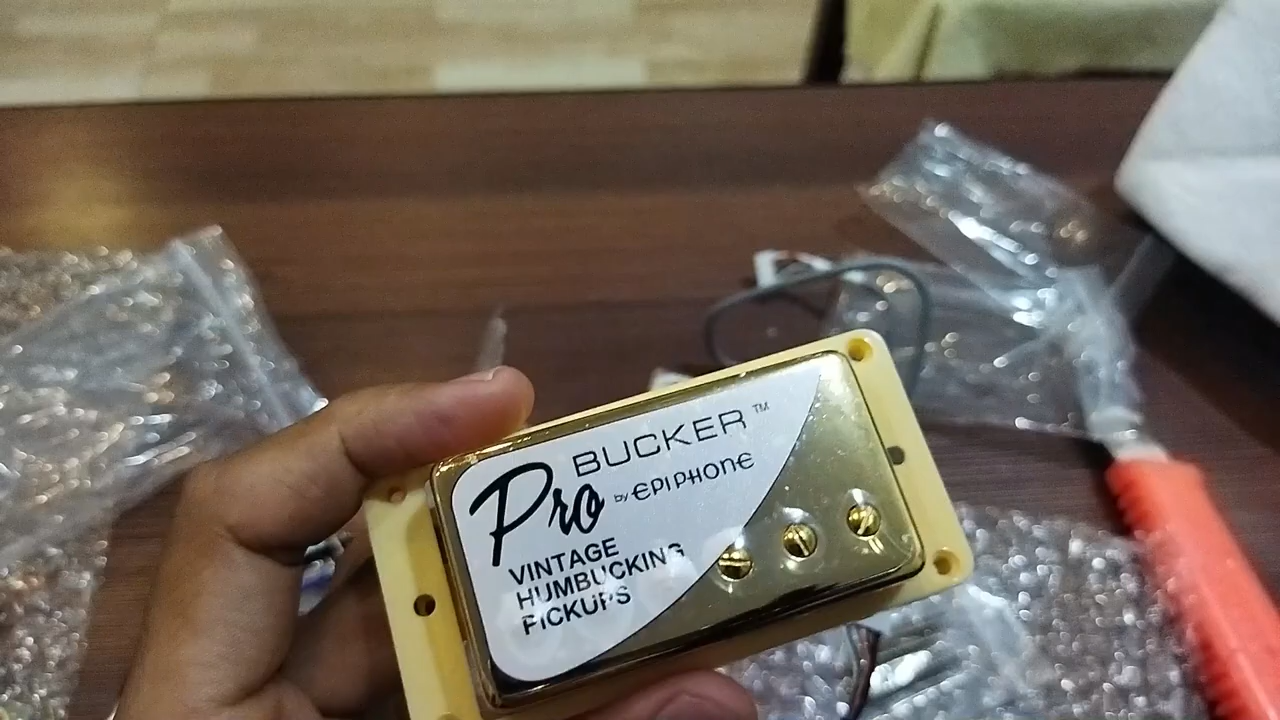 Pro BUCKER™
by EPIPHONE
VINTAGE
HUMBUCKING
PICKUPS